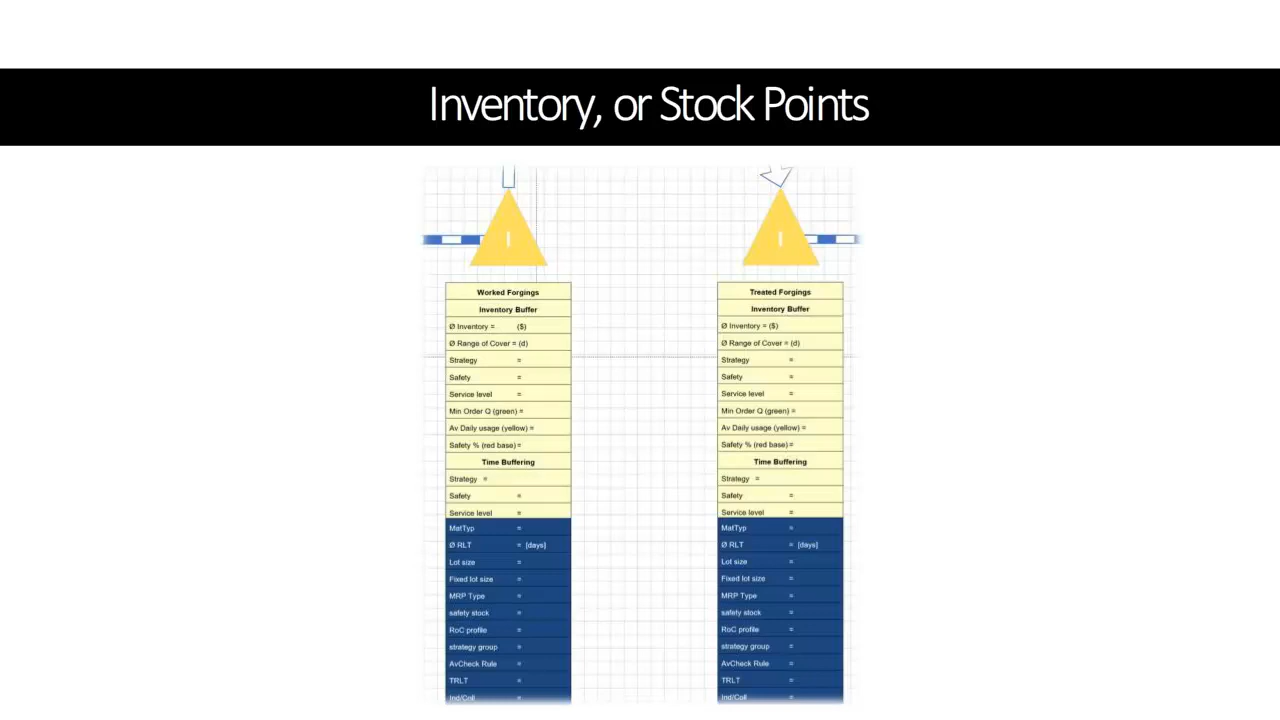 Inventory, or Stock Points
I
I
Worked Forgings
Inventory Buffer
Ø Inventory = ($)
Ø Range of Cover = (d)
Strategy =
Safety =
Service level =
Min Order Q (green) =
Av Daily usage (yellow) =
Safety % (red base) =
Time Buffering
Strategy =
Safety =
Service level =
MatTyp =
Ø RLT = [days]
Lot size =
Fixed lot size =
MRP Type =
safety stock =
RoC profile =
strategy group =
AvCheck Rule =
TRLT =
Ind/Coll =
Treated Forgings
Inventory Buffer
Ø Inventory = ($)
Ø Range of Cover = (d)
Strategy =
Safety =
Service level =
Min Order Q (green) =
Av Daily usage (yellow) =
Safety % (red base) =
Time Buffering
Strategy =
Safety =
Service level =
MatTyp =
Ø RLT = [days]
Lot size =
Fixed lot size =
MRP Type =
safety stock =
RoC profile =
strategy group =
AvCheck Rule =
TRLT =
Ind/Coll =